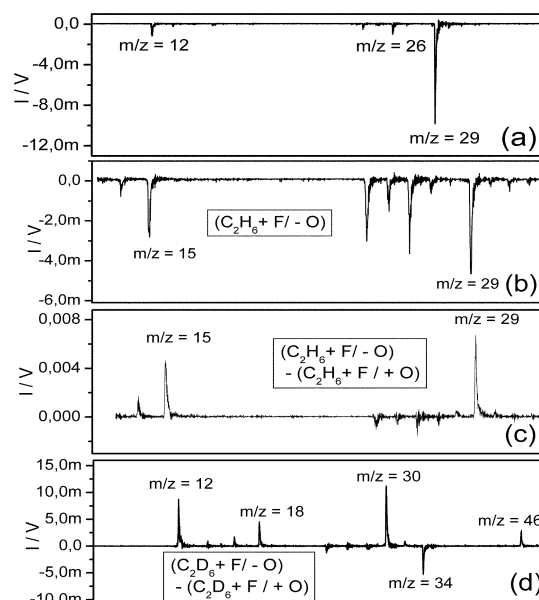 0,0
-4,0m
-8,0m
-12,0m
I / V
m/z = 12
m/z = 26
m/z = 29
(a)
0,0
-2,0m
-4,0m
-6,0m
I / V
(C2H6+ F/ - O)
m/z = 15
m/z = 29
(b)
0,008
0,004
0,000
I / V
m/z = 15
m/z = 29
(C2H6+ F/ - O)
- (C2H6+ F / + O)
(c)
15,0m
10,0m
5,0m
0,0
-5,0m
-10,0m
I / V
m/z = 12
m/z = 18
m/z = 30
m/z = 46
m/z = 34
(C2D6+ F/ - O)
- (C2D6+ F / + O)
(d)